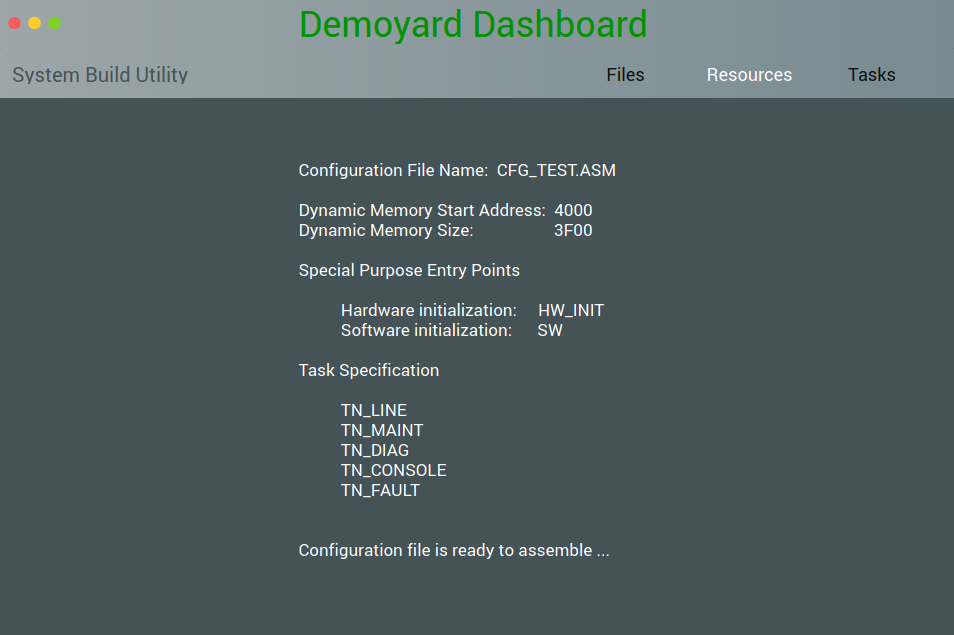 Demoyard Dashboard
System Build Utility
Files Resources Tasks
Configuration File Name: CFG_TEST.ASM
Dynamic Memory Start Address: 4000
Dynamic Memory Size: 3F00
Special Purpose Entry Points
Hardware initialization: HW_INIT
Software initialization: SW
Task Specification
TN_LINE
TN_MAINT
TN_DIAG
TN_CONSOLE
TN_FAULT
Configuration file is ready to assemble ...